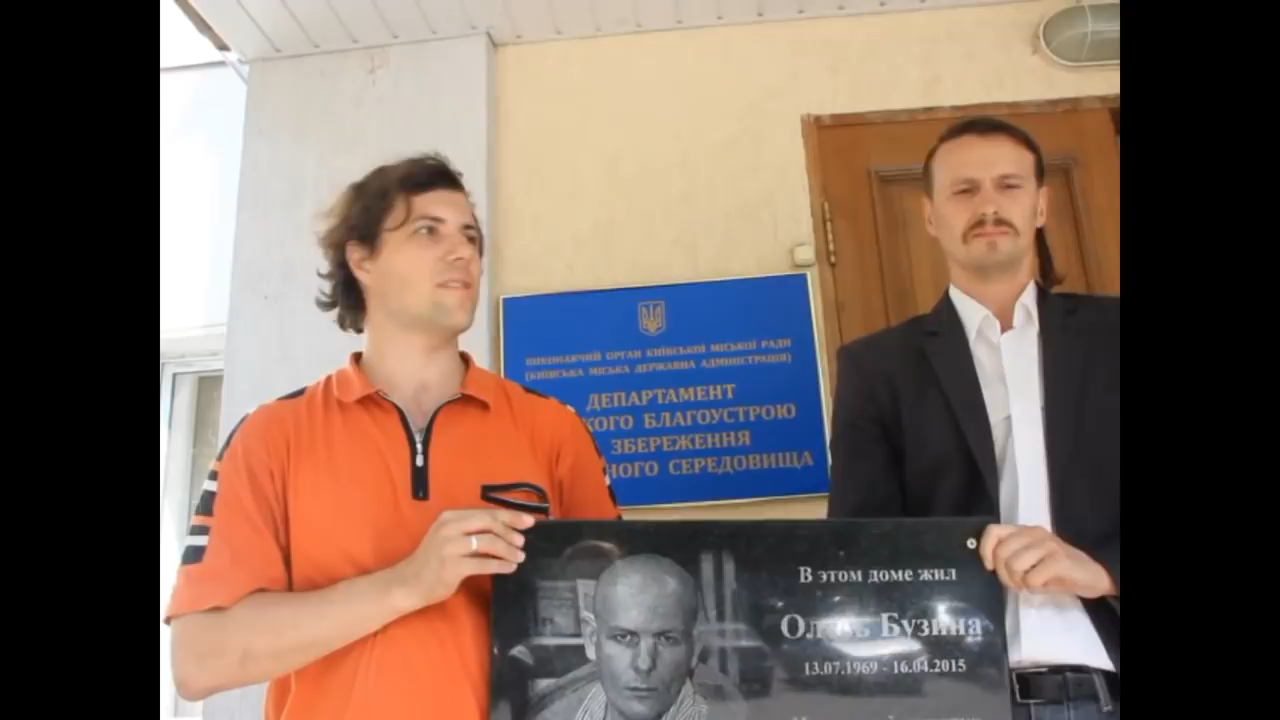 ВИКОНАВЧИЙ ОРГАН КИЇВСЬКОЇ МІСЬКОЇ РАДИ
(КИЇВСЬКА МІСЬКА ДЕРЖАВНА АДМІНІСТРАЦІЯ)
ДЕПАРТАМЕНТ
КОГО БЛАГОУСТРОЮ
ЗБЕРЕЖЕННЯ
НОГО СЕРЕДОВИЩА
В этом доме жил
Олесь Бузина
13.07.1969 - 16.04.2015